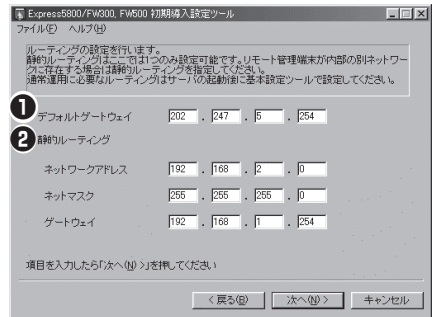 Express5800/FW300, FW500 初期導入設定ツール
ファイル(F) ヘルプ(H)
ルーティングの設定を行います。
静的ルーティングはここでは1つのみ設定可能です。リモート管理端末が内部の別ネットワー
クに存在する場合は静的ルーティングを指定してください。
通常運用に必要なルーティングはサーバの起動後に基本設定ツールで設定してください。
1 デフォルトゲートウェイ 202 . 247 . 5 . 254
2 静的ルーティング
ネットワークアドレス 192 . 168 . 2 . 0
ネットマスク 255 . 255 . 255 . 0
ゲートウェイ 192 . 168 . 1 . 254
項目を入力したら「次へ(N) >」を押してください
< 戻る(B) 次へ(N) > キャンセル